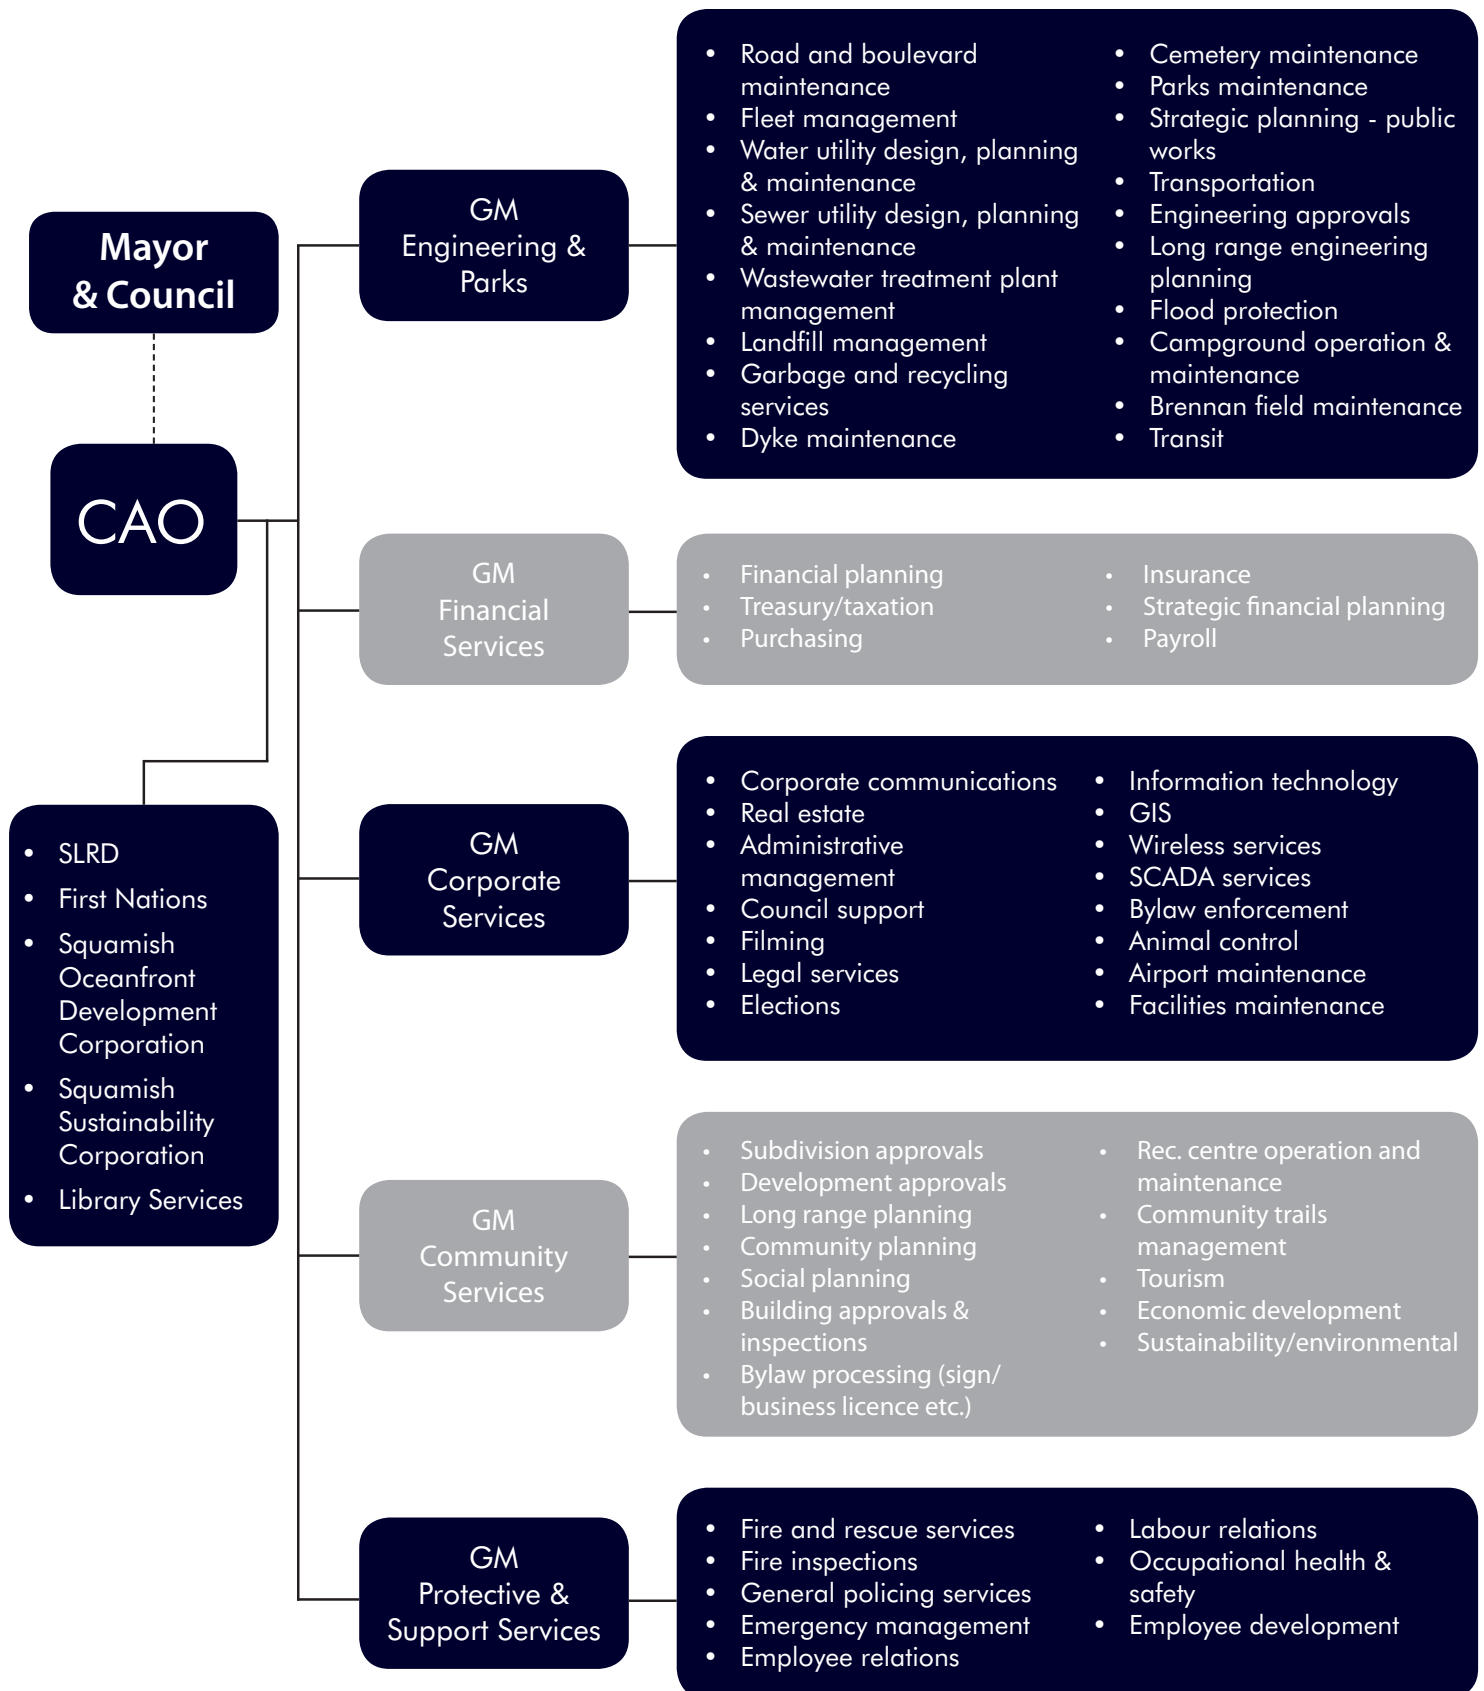 Mayor
& Council
CAO
• SLRD
• First Nations
• Squamish
Oceanfront
Development
Corporation
• Squamish
Sustainability
Corporation
• Library Services
GM
Engineering &
Parks
• Road and boulevard
maintenance
• Fleet management
• Water utility design, planning
& maintenance
• Sewer utility design, planning
& maintenance
• Wastewater treatment plant
management
• Landfill management
• Garbage and recycling
services
• Dyke maintenance
• Cemetery maintenance
• Parks maintenance
• Strategic planning - public
works
• Transportation
• Engineering approvals
• Long range engineering
planning
• Flood protection
• Campground operation &
maintenance
• Brennan field maintenance
• Transit
GM
Financial
Services
• Financial planning
• Treasury/taxation
• Purchasing
• Insurance
• Strategic financial planning
• Payroll
GM
Corporate
Services
• Corporate communications
• Real estate
• Administrative
management
• Council support
• Filming
• Legal services
• Elections
• Information technology
• GIS
• Wireless services
• SCADA services
• Bylaw enforcement
• Animal control
• Airport maintenance
• Facilities maintenance
GM
Community
Services
• Subdivision approvals
• Development approvals
• Long range planning
• Community planning
• Social planning
• Building approvals &
inspections
• Bylaw processing (sign/
business licence etc.)
• Rec. centre operation and
maintenance
• Community trails
management
• Tourism
• Economic development
• Sustainability/environmental
GM
Protective &
Support Services
• Fire and rescue services
• Fire inspections
• General policing services
• Emergency management
• Employee relations
• Labour relations
• Occupational health &
safety
• Employee development